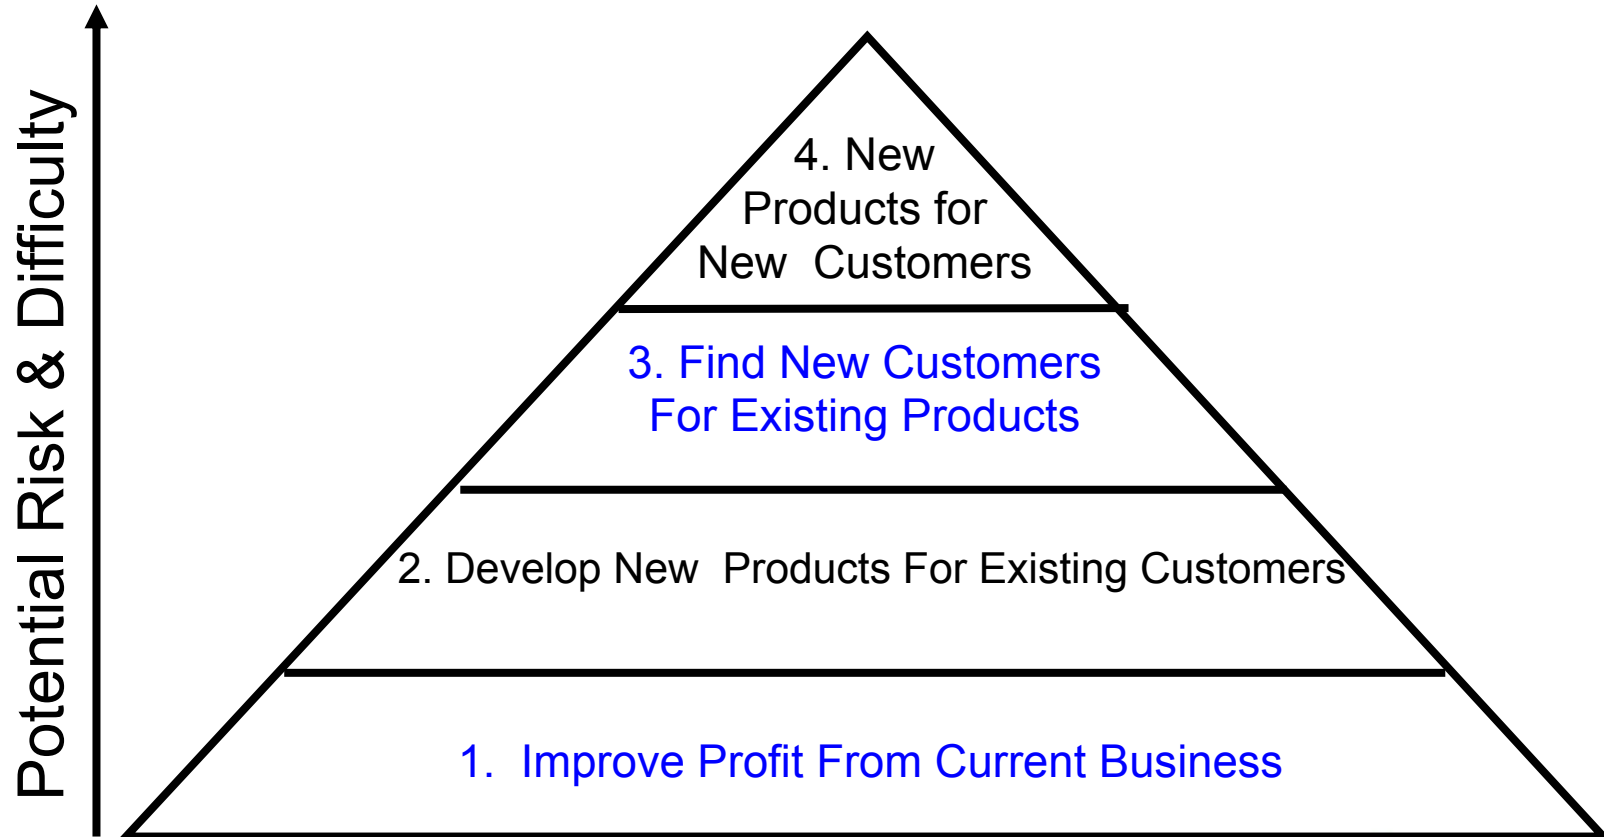 Potential Risk & Difficulty
4. New
Products for
New  Customers
3. Find New Customers
For Existing Products
2. Develop New  Products For Existing Customers
1.  Improve Profit From Current Business